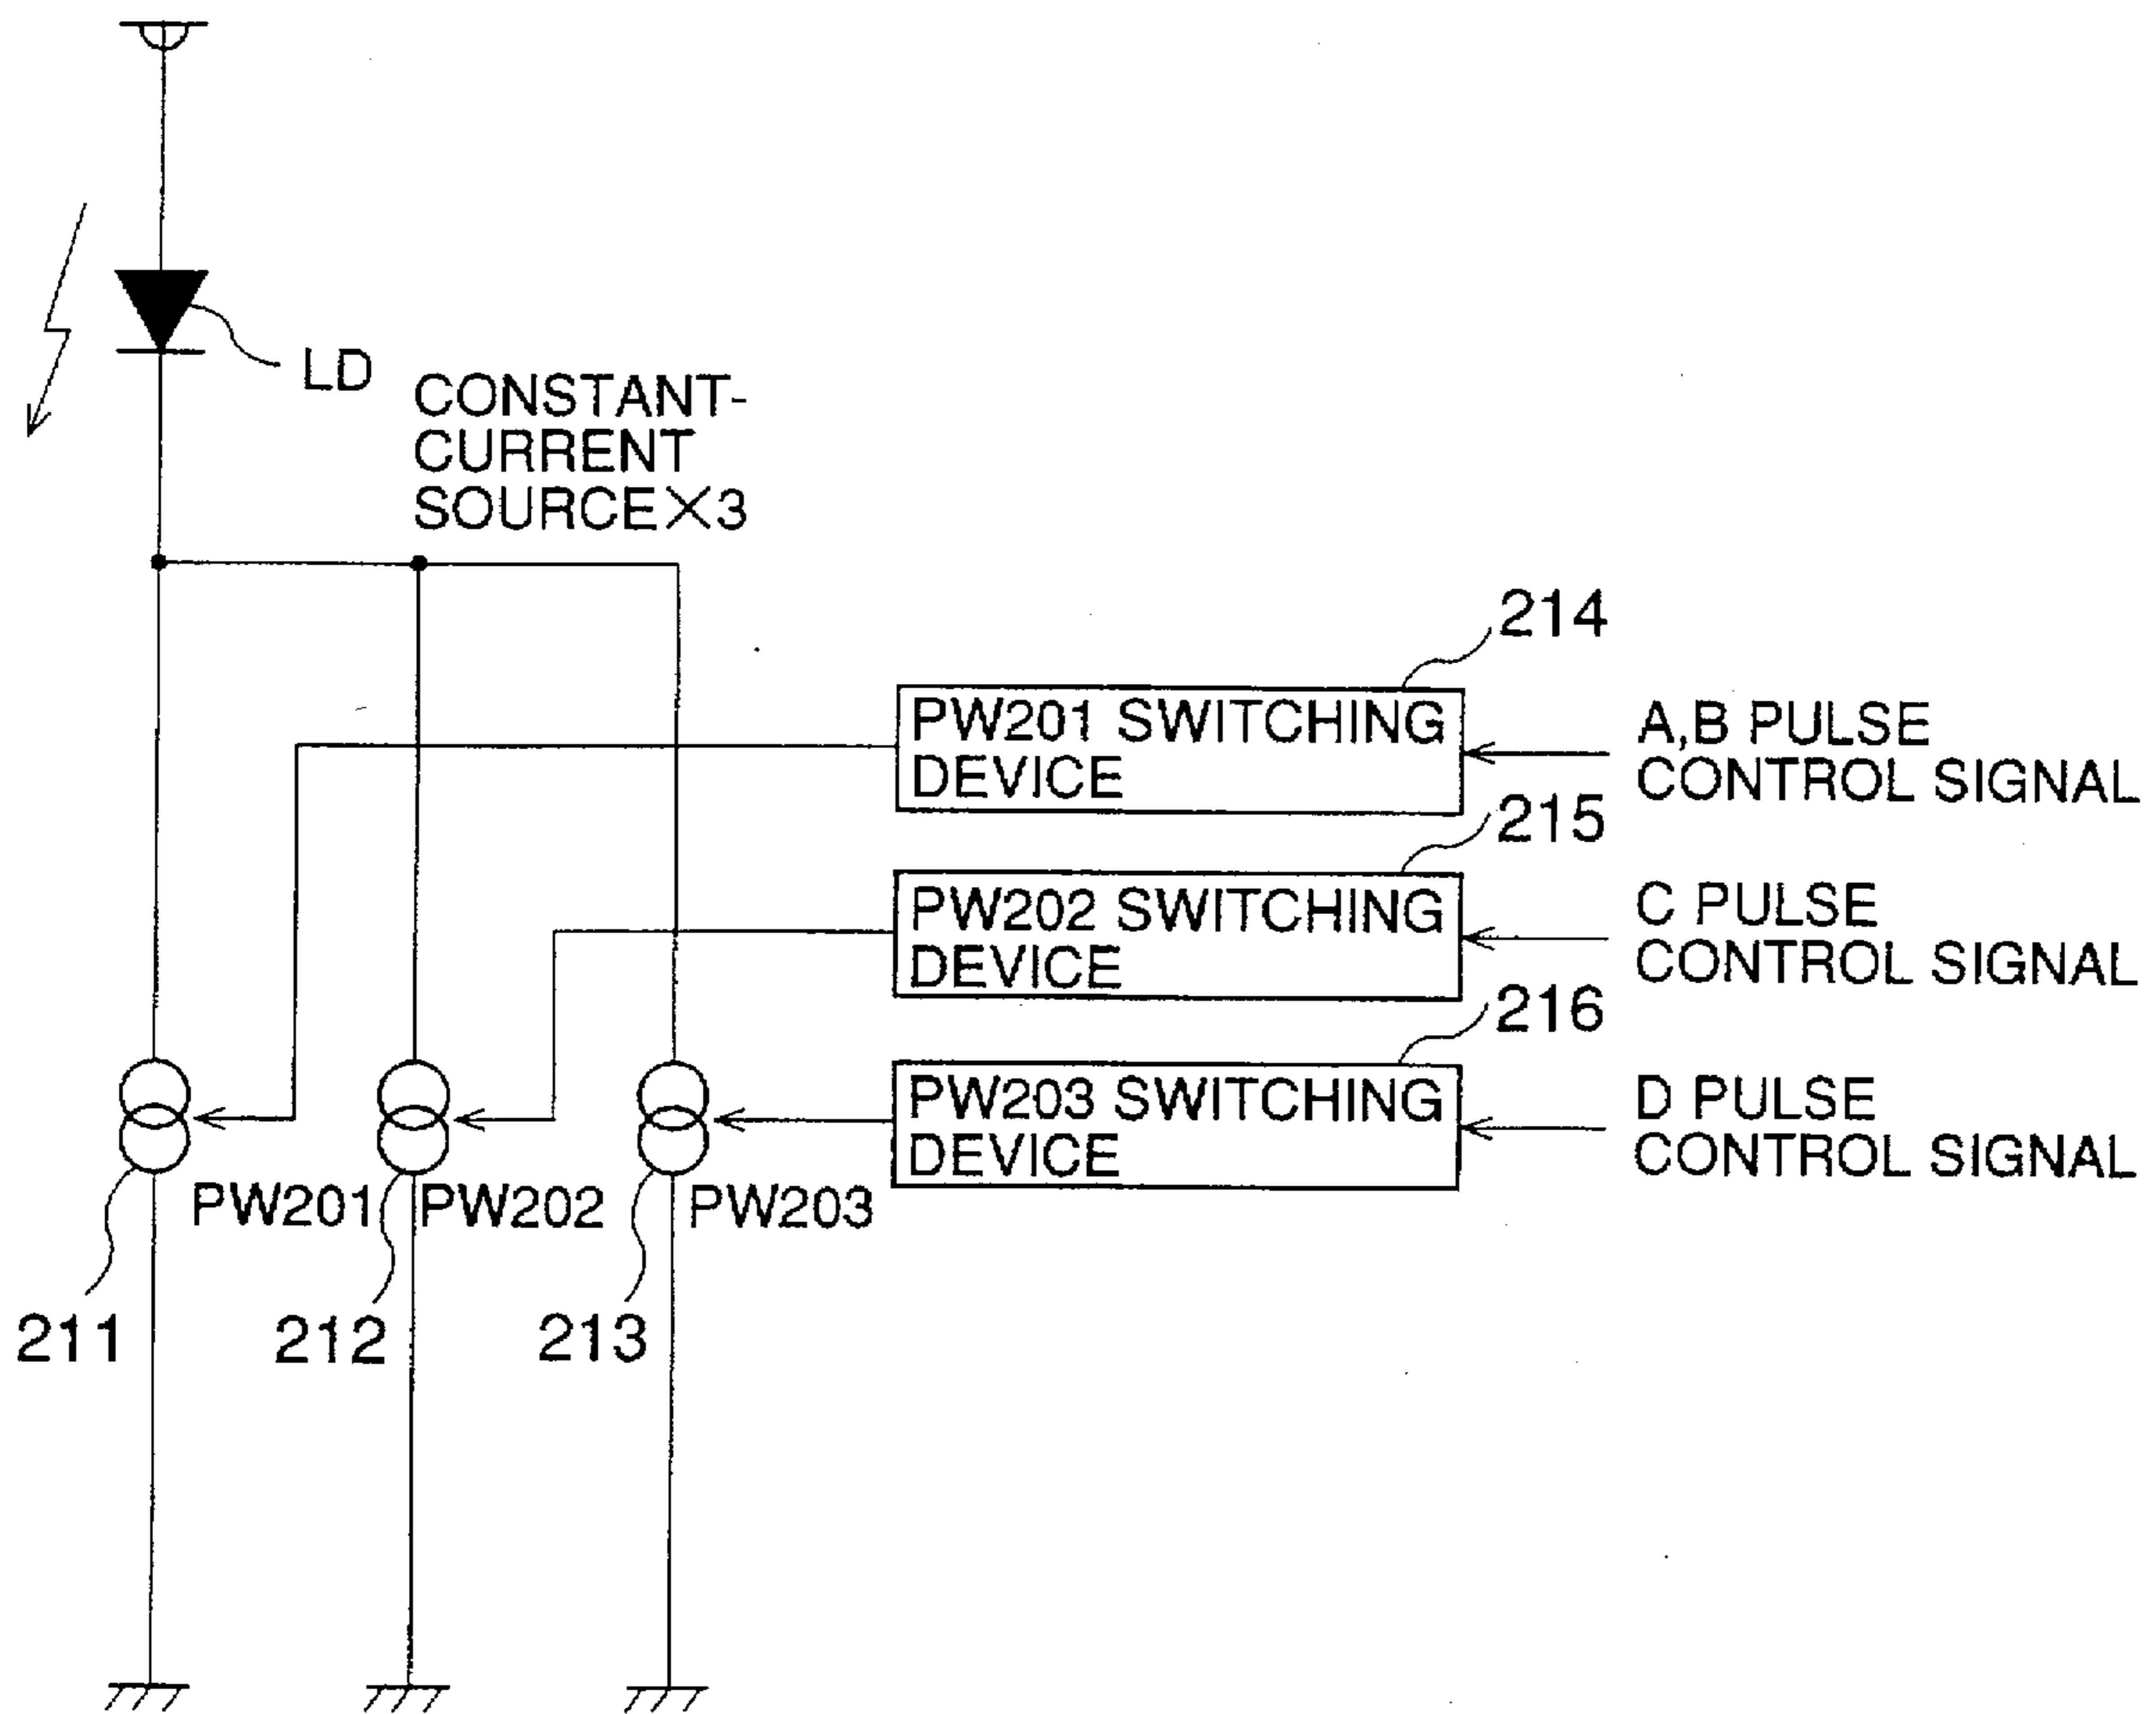 LD
CONSTANT-
CURRENT
SOURCE×3
214
PW201 SWITCHING
DEVICE
A,B PULSE
CONTROL SIGNAL
215
PW202 SWITCHING
DEVICE
C PULSE
CONTROL SIGNAL
216
PW203 SWITCHING
DEVICE
D PULSE
CONTROL SIGNAL
PW201
PW202
PW203
211
212
213